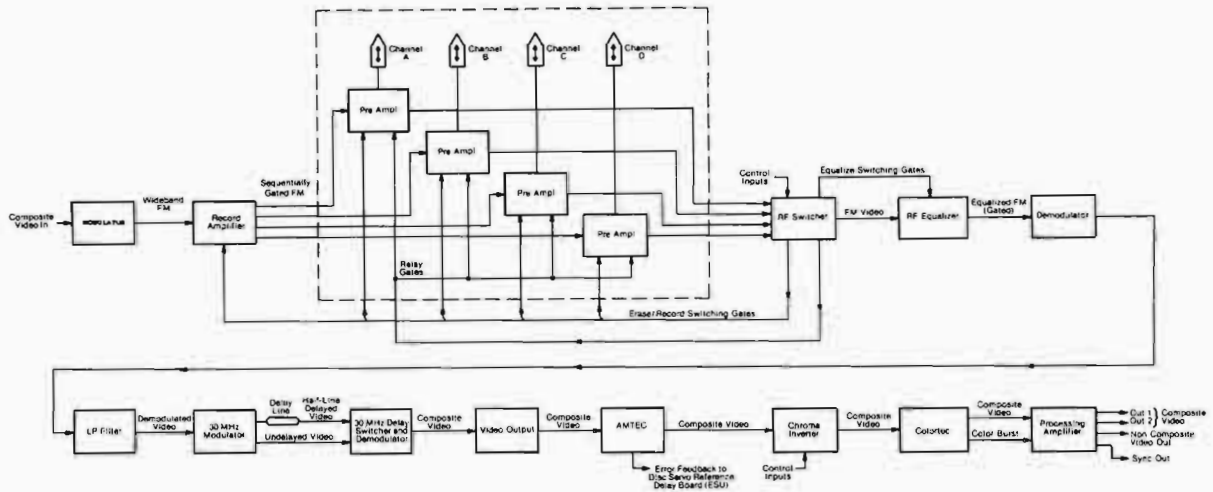 Channel
A
Channel
B
Channel
C
Channel
D
Pre Ampl
Pre Ampl
Pre Ampl
Pre Ampl
Sequentially
Gated FM
Wideband
FM
Composite
Video In
Record
Amplifier
Relay
Gates
Erase/Record Switching Gates
Control
Inputs
RF Switcher
Equalize Switching Gates
FM Video
RF Equalizer
Equalized FM
(Gated)
Demodulator
LP Filter
Demodulated
Video
30 MHz
Modulator
Delay
Line
Half-Line
Delayed
Video
Undelayed Video
30 MHz Delay
Switcher and
Demodulator
Composite
Video
Video Output
Composite
Video
AMTEC
Error Feedback to
Disc Servo Reference
Delay Board (ESU)
Composite Video
Chroma
Inverter
Control
Inputs
Composite
Video
Colortec
Composite
Video
Color Burst
Processing
Amplifier
Out 1
Out 2
Composite
Video
Non Composite
Video Out
Sync Out